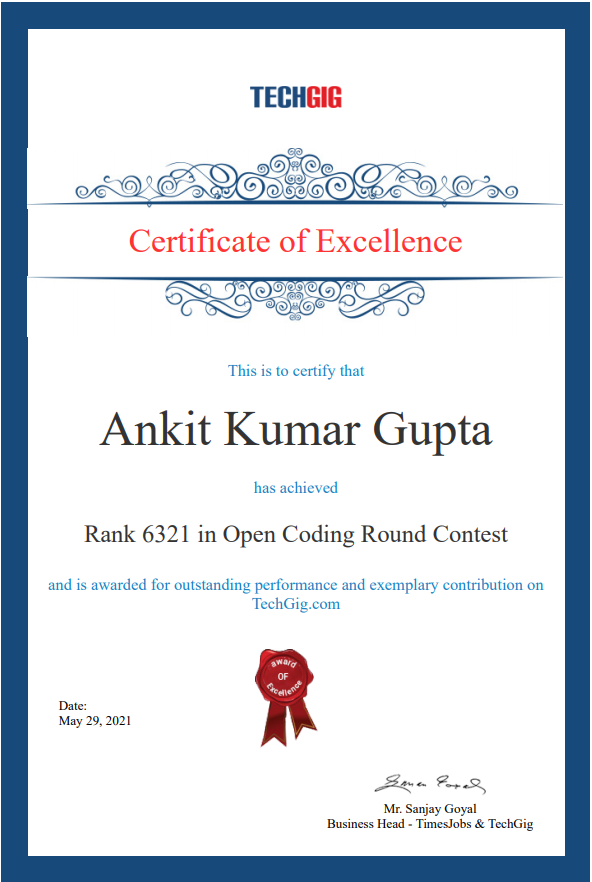 TECHGIG
Certificate of Excellence
This is to certify that
Ankit Kumar Gupta
has achieved
Rank 6321 in Open Coding Round Contest
and is awarded for outstanding performance and exemplary contribution on
TechGig.com
award
OF
Excellence
Date:
May 29, 2021
Mr. Sanjay Goyal
Business Head - TimesJobs & TechGig